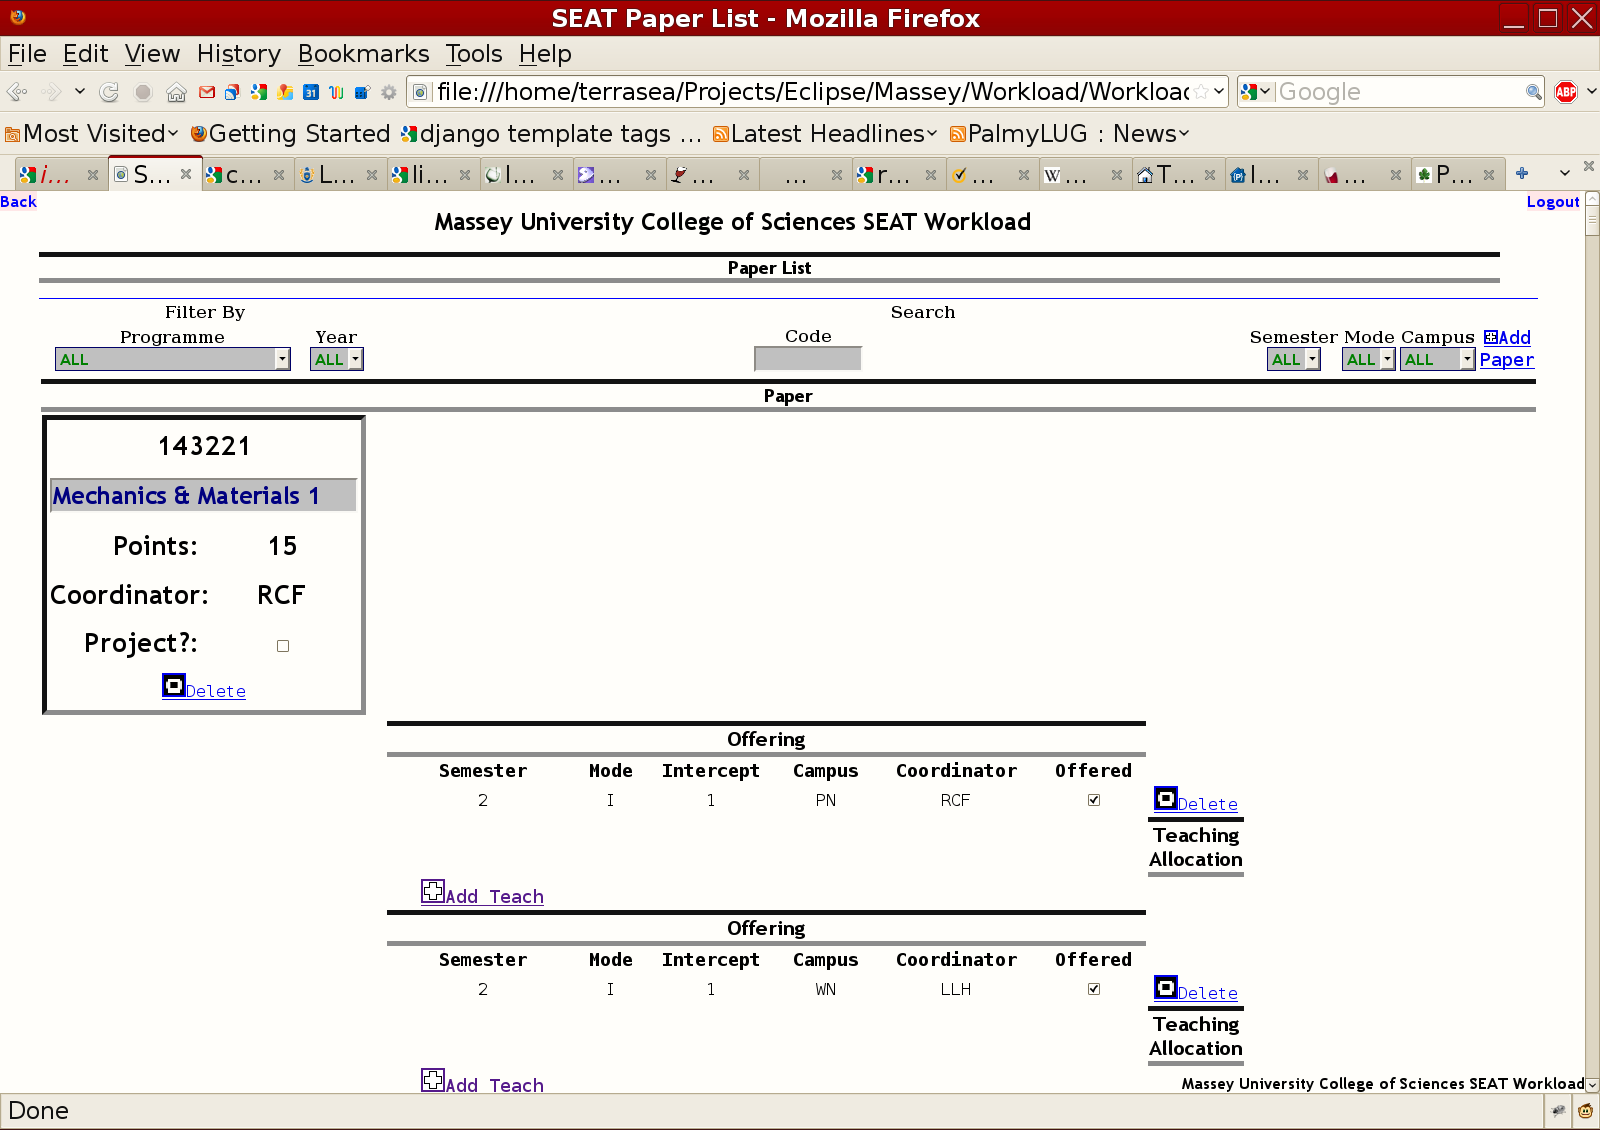 SEAT Paper List - Mozilla Firefox
File Edit View History Bookmarks Tools Help
file:///home/terrasea/Projects/Eclipse/Massey/Workload/Workload
Google
ABP
Most Visited Getting Started django template tags ... Latest Headlines PalmyLUG : News
i... S... c... L... li... I... ... ... ... r... ... W ... T... I... ... P...
Back
Logout
Massey University College of Sciences SEAT Workload
Paper List
Filter By
Search
Programme Year
Code
Semester Mode Campus Add Paper
ALL ALL
ALL ALL ALL
Paper
143221
Mechanics & Materials 1
Points: 15
Coordinator: RCF
Project?:
Delete
Offering
Semester Mode Intercept Campus Coordinator Offered
2 I 1 PN RCF
Delete
Teaching
Allocation
Add Teach
Offering
Semester Mode Intercept Campus Coordinator Offered
2 I 1 WN LLH
Delete
Teaching
Allocation
Add Teach
Massey University College of Sciences SEAT Workload
Done